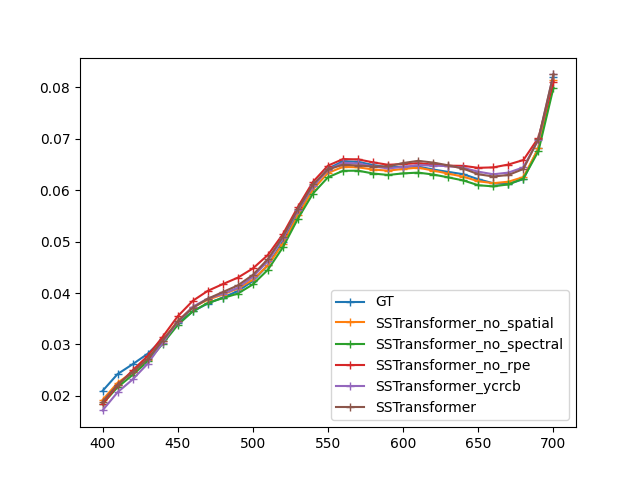 0.08
0.07
0.06
0.05
0.04
0.03
0.02
400 450 500 550 600 650 700
GT
SSTransformer_no_spatial
SSTransformer_no_spectral
SSTransformer_no_rpe
SSTransformer_ycrcb
SSTransformer